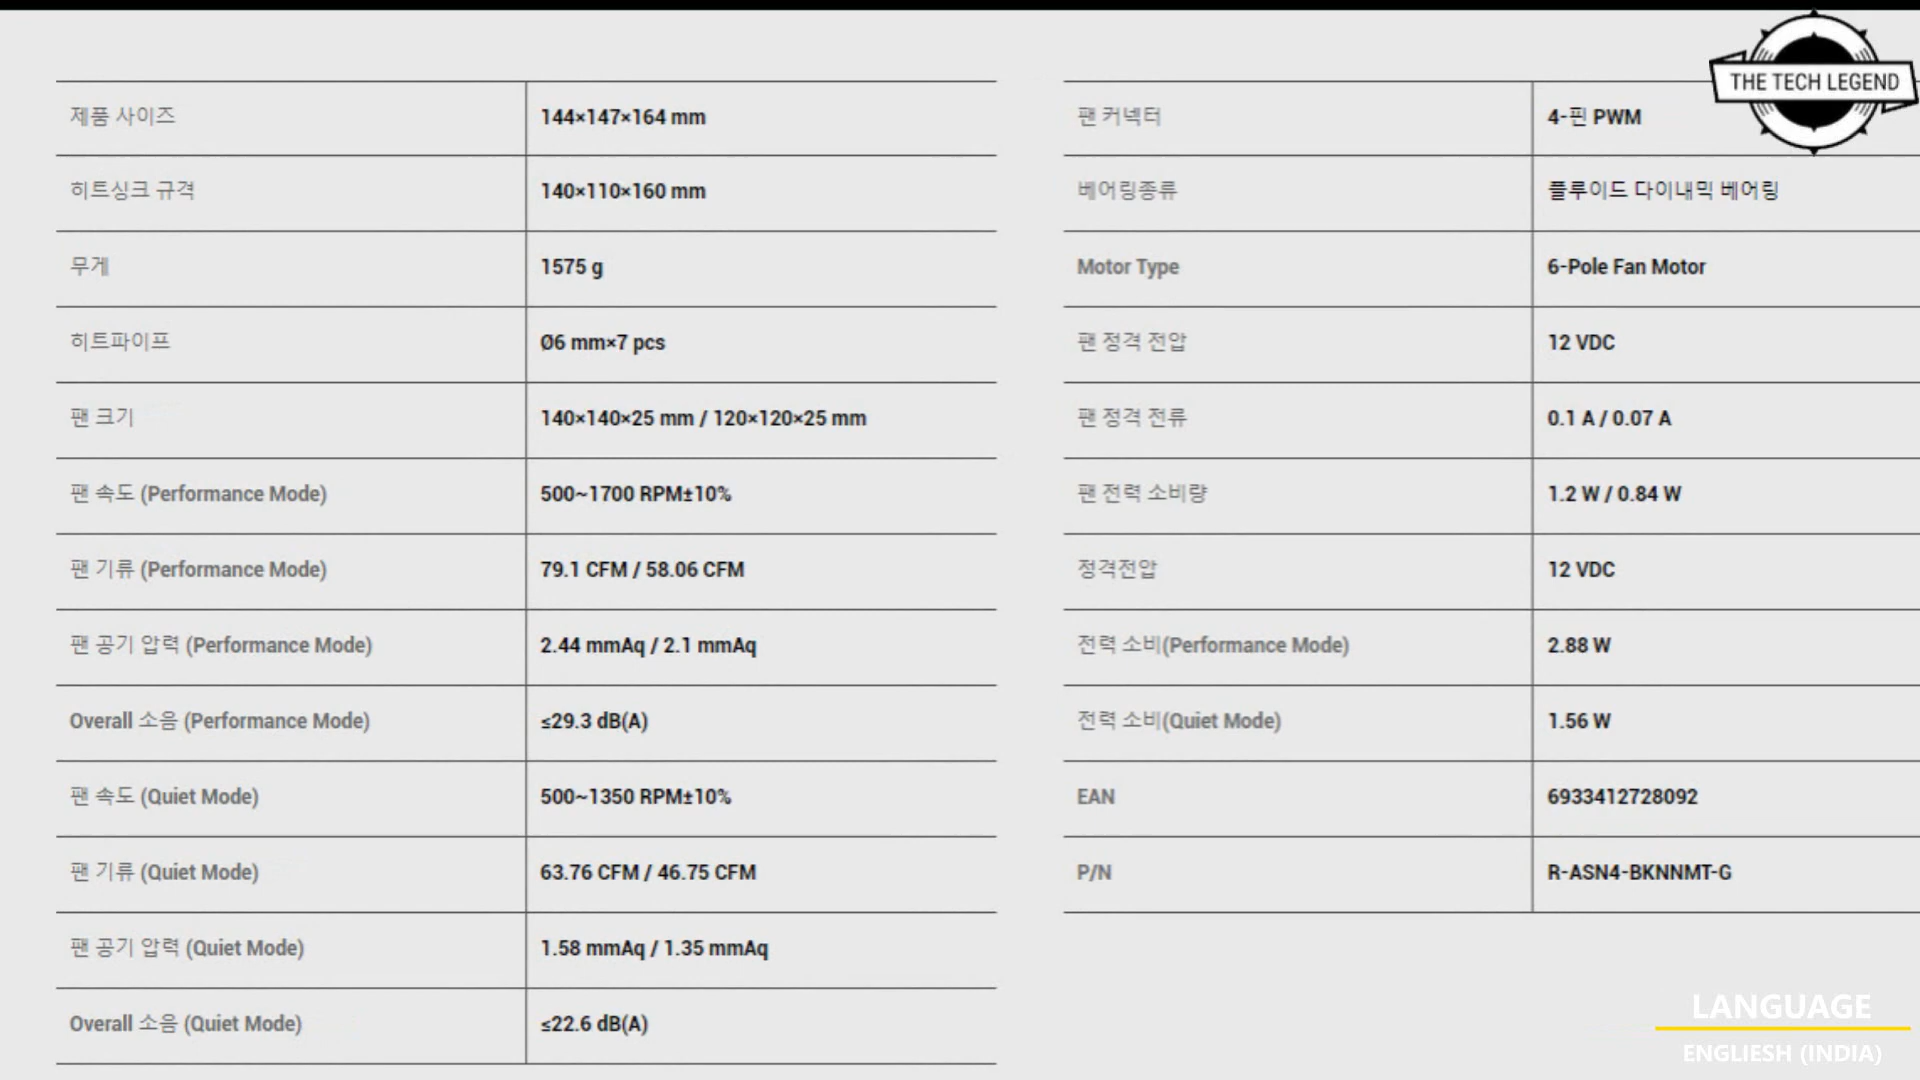 제품 사이즈 144×147×164 mm
히트싱크 규격 140×110×160 mm
무게 1575 g
히트파이프 Ø6 mm×7 pcs
팬 크기 140×140×25 mm / 120×120×25 mm
팬 속도 (Performance Mode) 500~1700 RPM±10%
팬 기류 (Performance Mode) 79.1 CFM / 58.06 CFM
팬 공기 압력 (Performance Mode) 2.44 mmAq / 2.1 mmAq
Overall 소음 (Performance Mode) ≤29.3 dB(A)
팬 속도 (Quiet Mode) 500~1350 RPM±10%
팬 기류 (Quiet Mode) 63.76 CFM / 46.75 CFM
팬 공기 압력 (Quiet Mode) 1.58 mmAq / 1.35 mmAq
Overall 소음 (Quiet Mode) ≤22.6 dB(A)
팬 커넥터 4-핀 PWM
베어링종류 플루이드 다이내믹 베어링
Motor Type 6-Pole Fan Motor
팬 정격 전압 12 VDC
팬 정격 전류 0.1 A / 0.07 A
팬 전력 소비량 1.2 W / 0.84 W
정격전압 12 VDC
전력 소비(Performance Mode) 2.88 W
전력 소비(Quiet Mode) 1.56 W
EAN 6933412728092
P/N R-ASN4-BKNNMT-G
THE TECH LEGEND
LANGUAGE
ENGLIESH (INDIA)